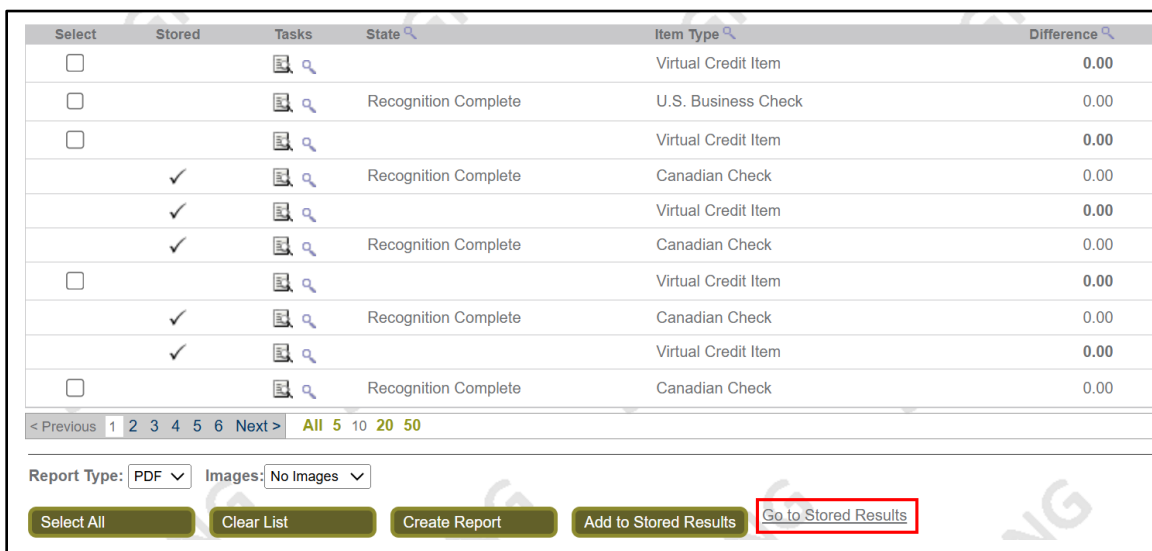 Select Stored Tasks State Item Type Difference
Virtual Credit Item 0.00
Recognition Complete U.S. Business Check 0.00
Virtual Credit Item 0.00
Recognition Complete Canadian Check 0.00
Virtual Credit Item 0.00
Recognition Complete Canadian Check 0.00
Virtual Credit Item 0.00
Recognition Complete Canadian Check 0.00
Virtual Credit Item 0.00
Recognition Complete Canadian Check 0.00
< Previous 1 2 3 4 5 6 Next > All 5 10 20 50
Report Type: PDF Images: No Images
Select All Clear List Create Report Add to Stored Results Go to Stored Results